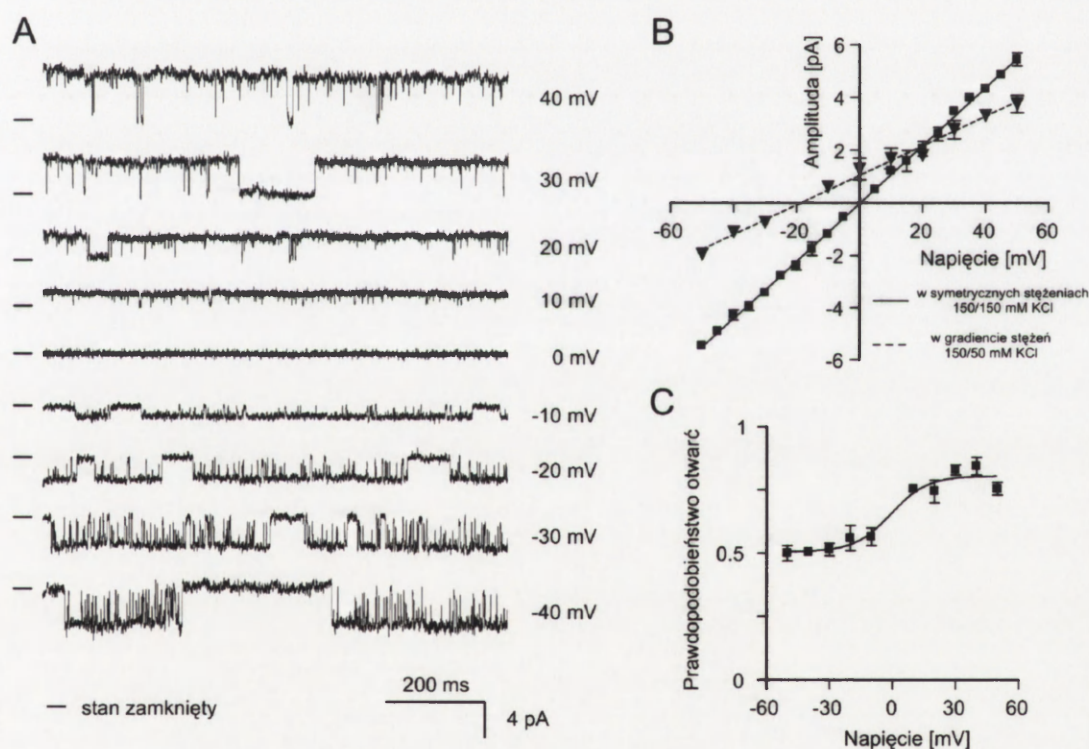 A
40 mV
30 mV
20 mV
10 mV
0 mV
-10 mV
-20 mV
-30 mV
-40 mV
200 ms
4 pA
stan zamknięty
B
Amplituda [pA]
6
4
2
-2
-4
-6
-60
-40
-20
20
40
60
Napięcie [mV]
w symetrycznych stężeniach
150/150 mM KCl
w gradiencie stężeń
150/50 mM KCl
C
Prawdopodobieństwo otwarć
1
0.5
0
-60
-30
0
30
60
Napięcie [mV]